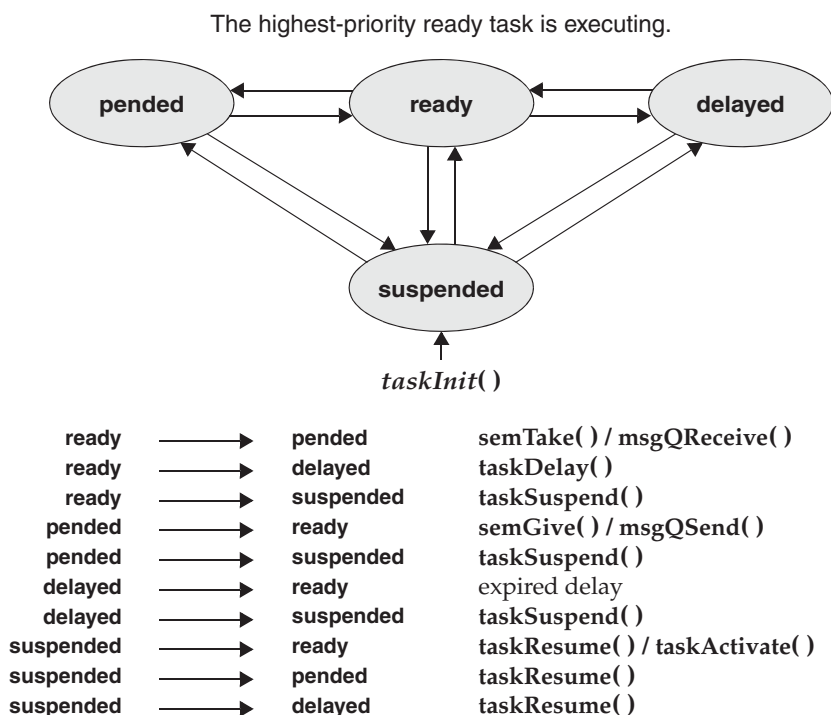 The highest-priority ready task is executing.
pended ready delayed
suspended
taskInit( )
ready pended semTake( ) / msgQReceive( )
ready delayed taskDelay( )
ready suspended taskSuspend( )
pended ready semGive( ) / msgQSend( )
pended suspended taskSuspend( )
delayed ready expired delay
delayed suspended taskSuspend( )
suspended ready taskResume( ) / taskActivate( )
suspended pended taskResume( )
suspended delayed taskResume( )